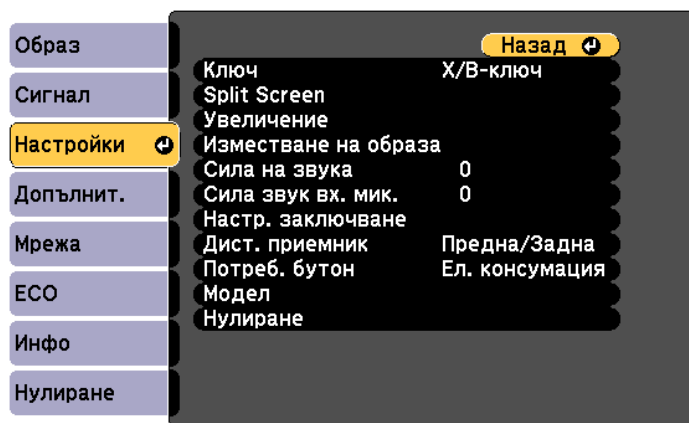 Образ
Сигнал
Настройки
Допълнит.
Мрежа
ECO
Инфо
Нулиране
Назад
Ключ Х/В-ключ
Split Screen
Увеличение
Изместване на образа
Сила на звука 0
Сила звук вх. мик. 0
Настр. заключване
Дист. приемник Предна/Задна
Потреб. бутон Ел. консумация
Модел
Нулиране